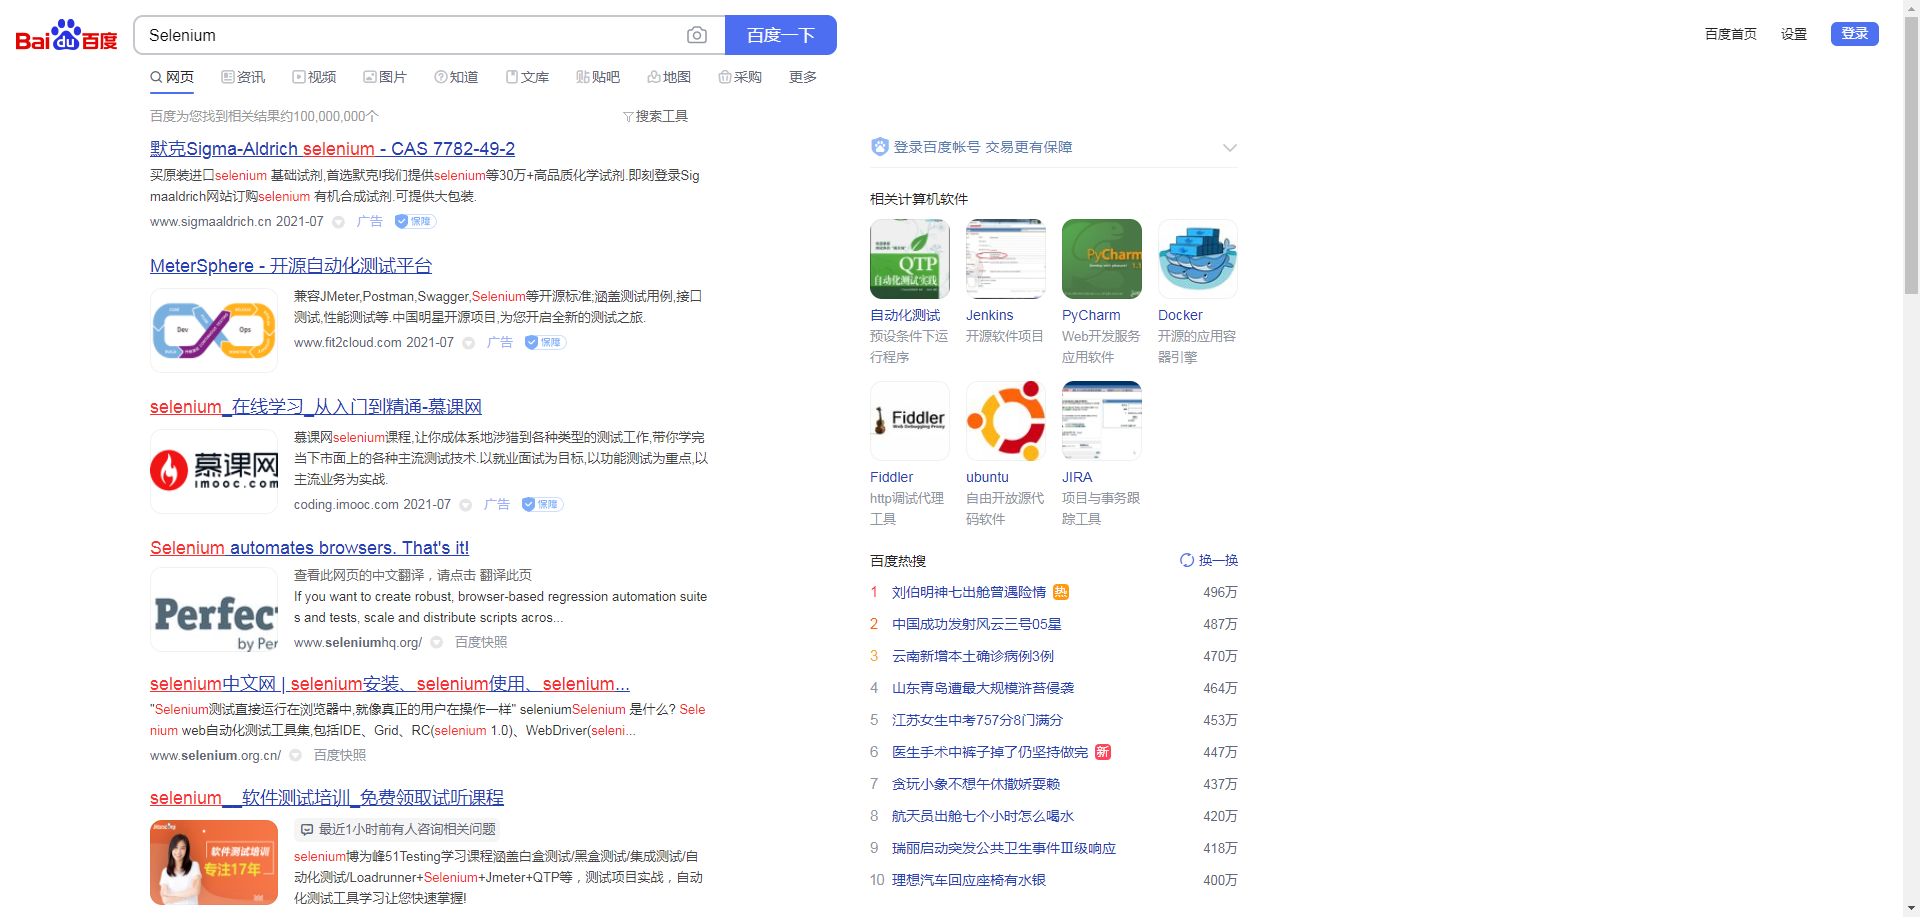 Bai du 百度
Selenium
百度一下
百度首页 设置 登录
网页 资讯 视频 图片 知道 文库 贴吧 地图 采购 更多
百度为您找到相关结果约100,000,000个
搜索工具
默克Sigma-Aldrich selenium - CAS 7782-49-2
买原装进口selenium 基础试剂,首选默克!我们提供selenium等30万+高品质化学试剂.即刻登录Sig
maaldrich网站订购selenium 有机合成试剂.可提供大包装.
www.sigmaaldrich.cn 2021-07 广告 保障
MeterSphere - 开源自动化测试平台
Dev Ops
兼容JMeter,Postman,Swagger,Selenium等开源标准;涵盖测试用例,接口
测试,性能测试等.中国明星开源项目,为您开启全新的测试之旅.
www.fit2cloud.com 2021-07 广告 保障
selenium_在线学习_从入门到精通-慕课网
慕课网
imooc.com
慕课网selenium课程,让你成体系地涉猎到各种类型的测试工作,带你学完
当下市面上的各种主流测试技术.以就业面试为目标,以功能测试为重点,以
主流业务为实战.
coding.imooc.com 2021-07 广告 保障
Selenium automates browsers. That's it!
Perfec
by Per
查看此网页的中文翻译，请点击 翻译此页
If you want to create robust, browser-based regression automation suite
s and tests, scale and distribute scripts acros...
www.seleniumhq.org/ 百度快照
selenium中文网 | selenium安装、selenium使用、selenium...
"Selenium测试直接运行在浏览器中,就像真正的用户在操作一样" seleniumSelenium 是什么? Sele
nium web自动化测试工具集,包括IDE、Grid、RC(selenium 1.0)、WebDriver(seleni...
www.selenium.org.cn/ 百度快照
selenium__软件测试培训_免费领取试听课程
软件测试培训
专注17年
最近1小时前有人咨询相关问题
selenium博为峰51Testing学习课程涵盖白盒测试/黑盒测试/集成测试/自
动化测试/Loadrunner+Selenium+Jmeter+QTP等，测试项目实战，自动
化测试工具学习让您快速掌握!
登录百度帐号 交易更有保障
相关计算机软件
QTP
自动化测试实践
PyCharm
自动化测试 Jenkins PyCharm Docker
预设条件下运 开源软件项目 Web开发服务 开源的应用容
行程序 应用软件 器引擎
Fiddler
Web Debugging Proxy
Fiddler ubuntu JIRA
http调试代理 自由开放源代 项目与事务跟
工具 码软件 踪工具
百度热搜 换一换
1 刘伯明神七出舱曾遇险情 热 496万
2 中国成功发射风云三号05星 487万
3 云南新增本土确诊病例3例 470万
4 山东青岛遭最大规模浒苔侵袭 464万
5 江苏女生中考757分8门满分 453万
6 医生手术中裤子掉了仍坚持做完 新 447万
7 贪玩小象不想午休撒娇耍赖 437万
8 航天员出舱七个小时怎么喝水 420万
9 瑞丽启动突发公共卫生事件Ⅲ级响应 418万
10 理想汽车回应座椅有水银 400万